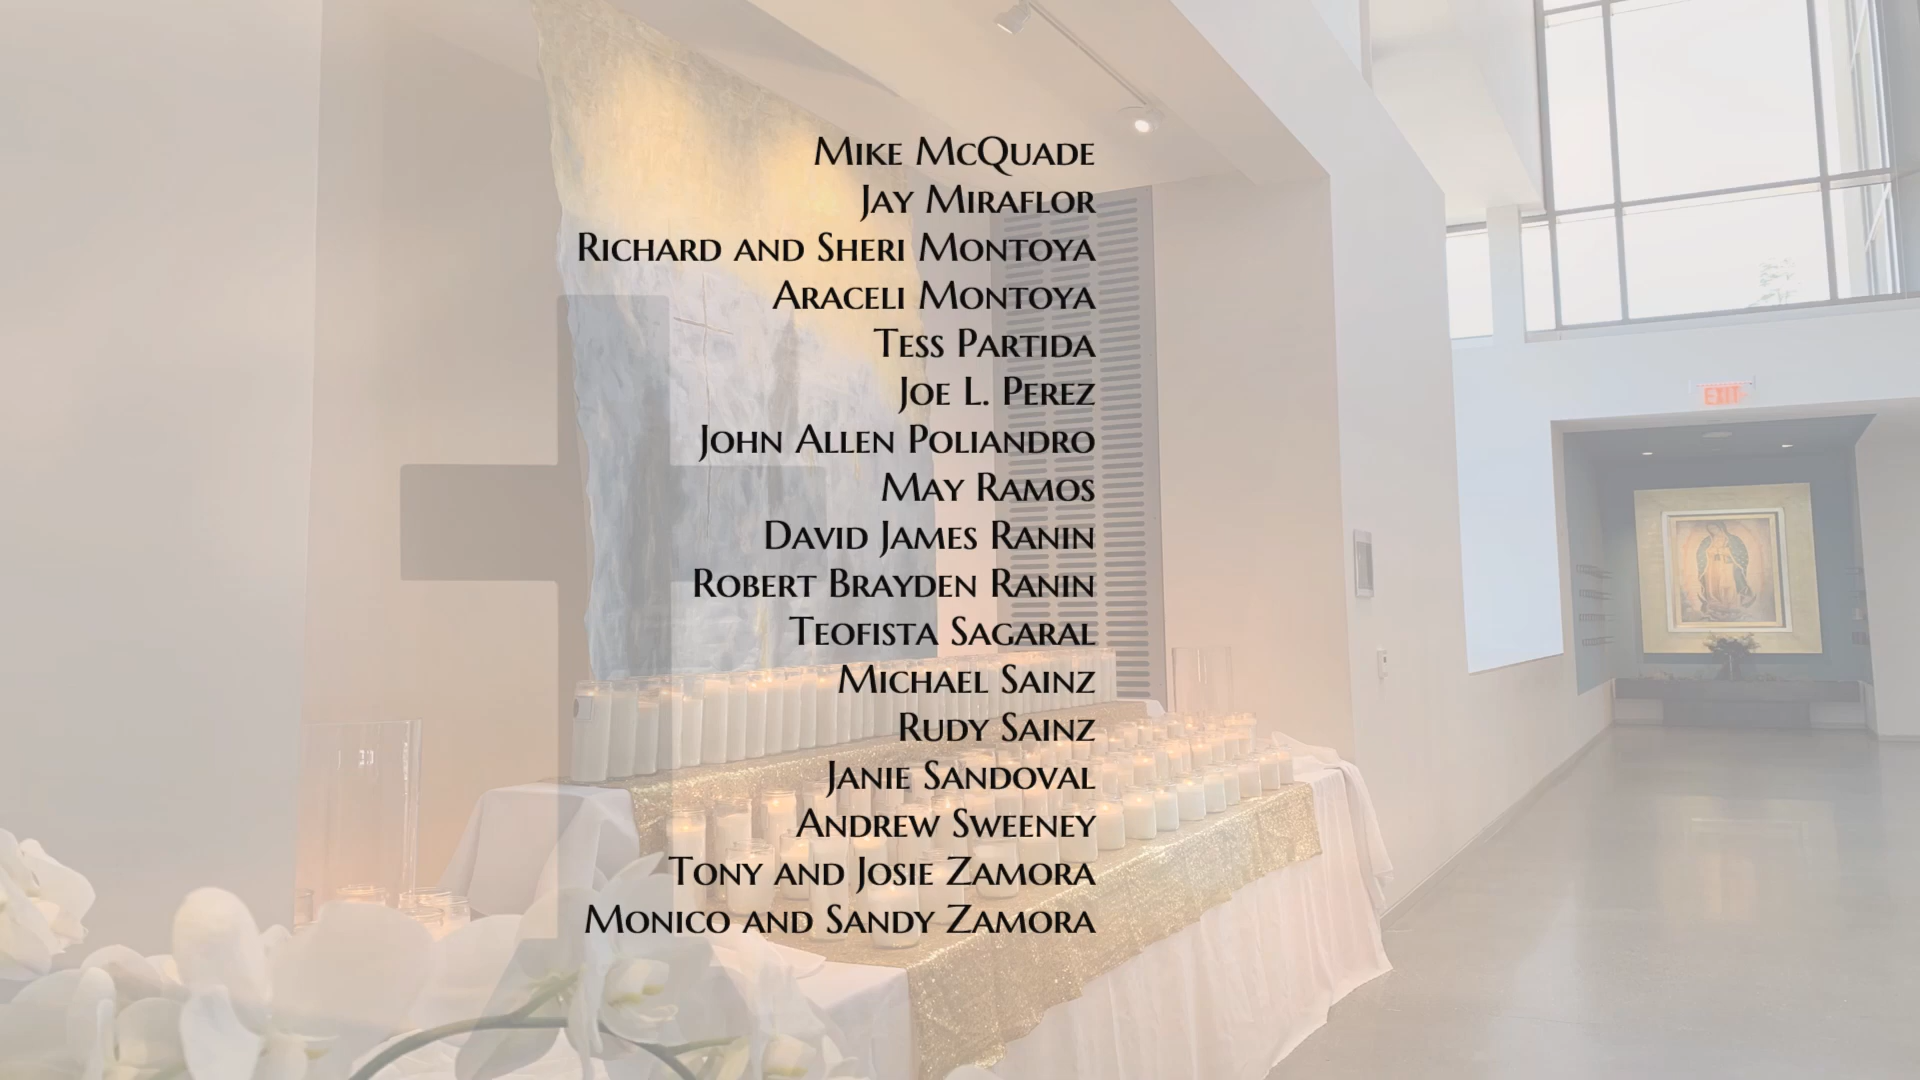 Mike McQuade
Jay Miraflor
Richard and Sheri Montoya
Araceli Montoya
Tess Partida
Joe L. Perez
John Allen Poliandro
May Ramos
David James Ranin
Robert Brayden Ranin
Teofista Sagaral
Michael Sainz
Rudy Sainz
Janie Sandoval
Andrew Sweeney
Tony and Josie Zamora
Monico and Sandy Zamora
EXIT